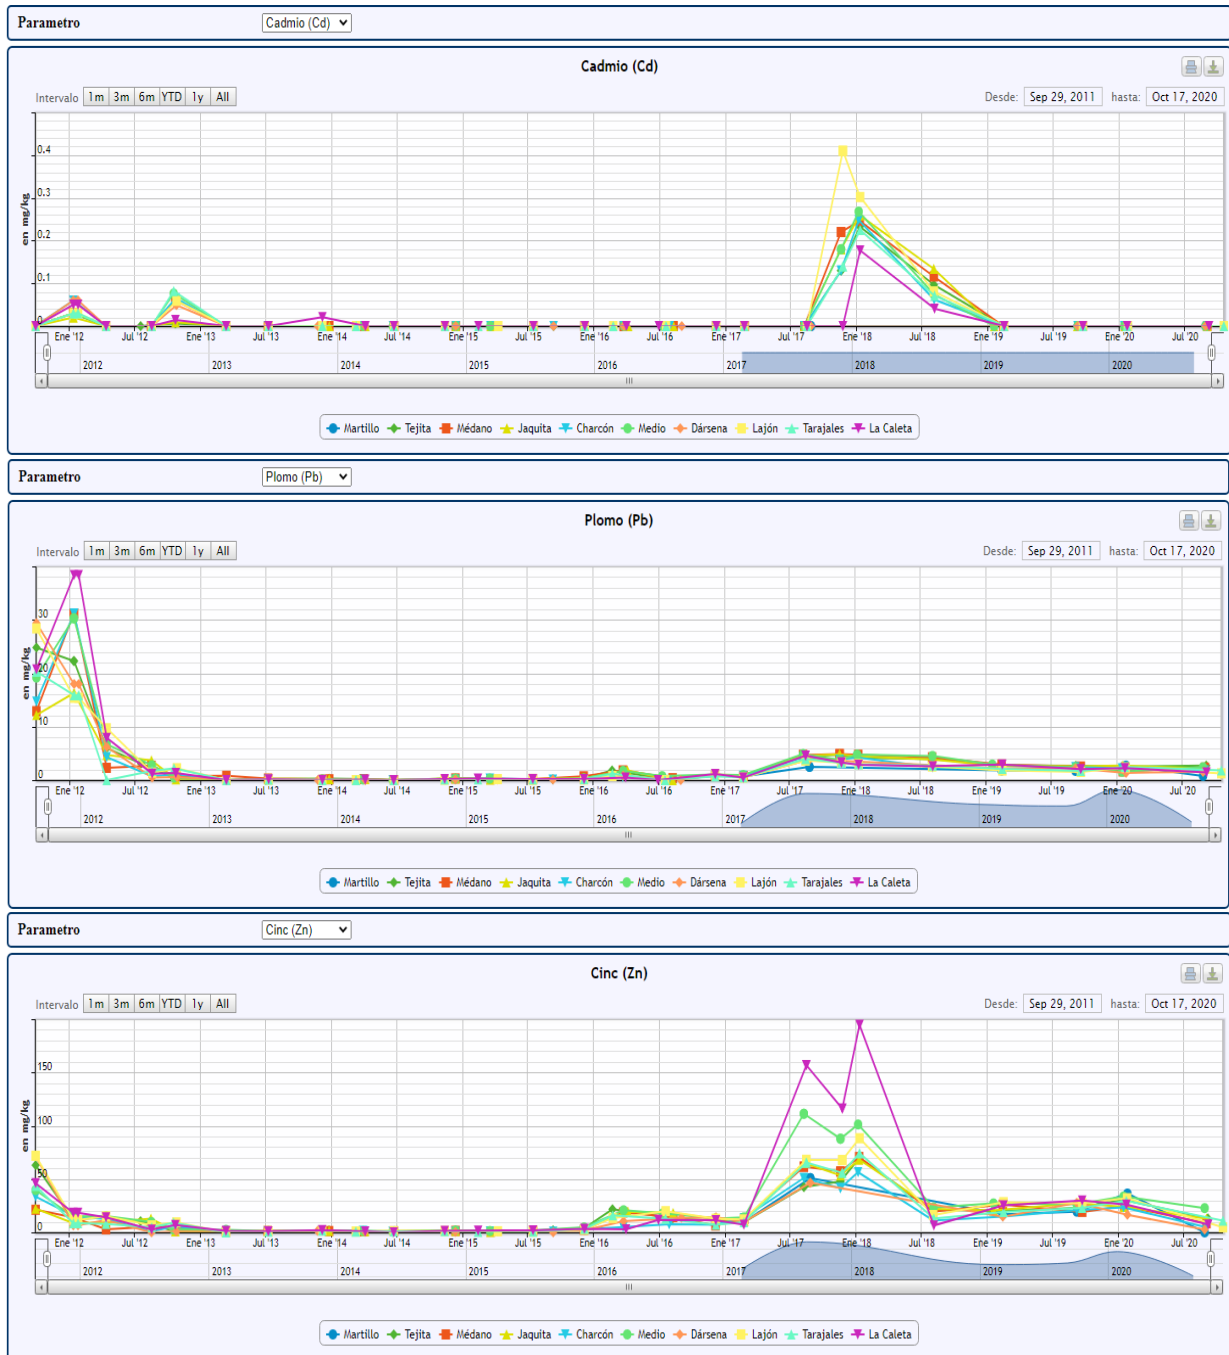 Parametro Cadmio (Cd)
Cadmio (Cd)
Intervalo 1m 3m 6m YTD 1y All Desde: Sep 29, 2011 hasta: Oct 17, 2020
en mg/kg
0.4
0.3
0.2
0.1
0
Ene '12 Jul '12 Ene '13 Jul '13 Ene '14 Jul '14 Ene '15 Jul '15 Ene '16 Jul '16 Ene '17 Jul '17 Ene '18 Jul '18 Ene '19 Jul '19 Ene '20 Jul '20
2012 2013 2014 2015 2016 2017 2018 2019 2020
Martillo Tejita Médano Jaquita Charcón Medio Dársena Lajón Tarajales La Caleta
Parametro Plomo (Pb)
Plomo (Pb)
Intervalo 1m 3m 6m YTD 1y All Desde: Sep 29, 2011 hasta: Oct 17, 2020
en mg/kg
30
20
10
0
Ene '12 Jul '12 Ene '13 Jul '13 Ene '14 Jul '14 Ene '15 Jul '15 Ene '16 Jul '16 Ene '17 Jul '17 Ene '18 Jul '18 Ene '19 Jul '19 Ene '20 Jul '20
2012 2013 2014 2015 2016 2017 2018 2019 2020
Martillo Tejita Médano Jaquita Charcón Medio Dársena Lajón Tarajales La Caleta
Parametro Cinc (Zn)
Cinc (Zn)
Intervalo 1m 3m 6m YTD 1y All Desde: Sep 29, 2011 hasta: Oct 17, 2020
en mg/kg
150
100
50
0
Ene '12 Jul '12 Ene '13 Jul '13 Ene '14 Jul '14 Ene '15 Jul '15 Ene '16 Jul '16 Ene '17 Jul '17 Ene '18 Jul '18 Ene '19 Jul '19 Ene '20 Jul '20
2012 2013 2014 2015 2016 2017 2018 2019 2020
Martillo Tejita Médano Jaquita Charcón Medio Dársena Lajón Tarajales La Caleta